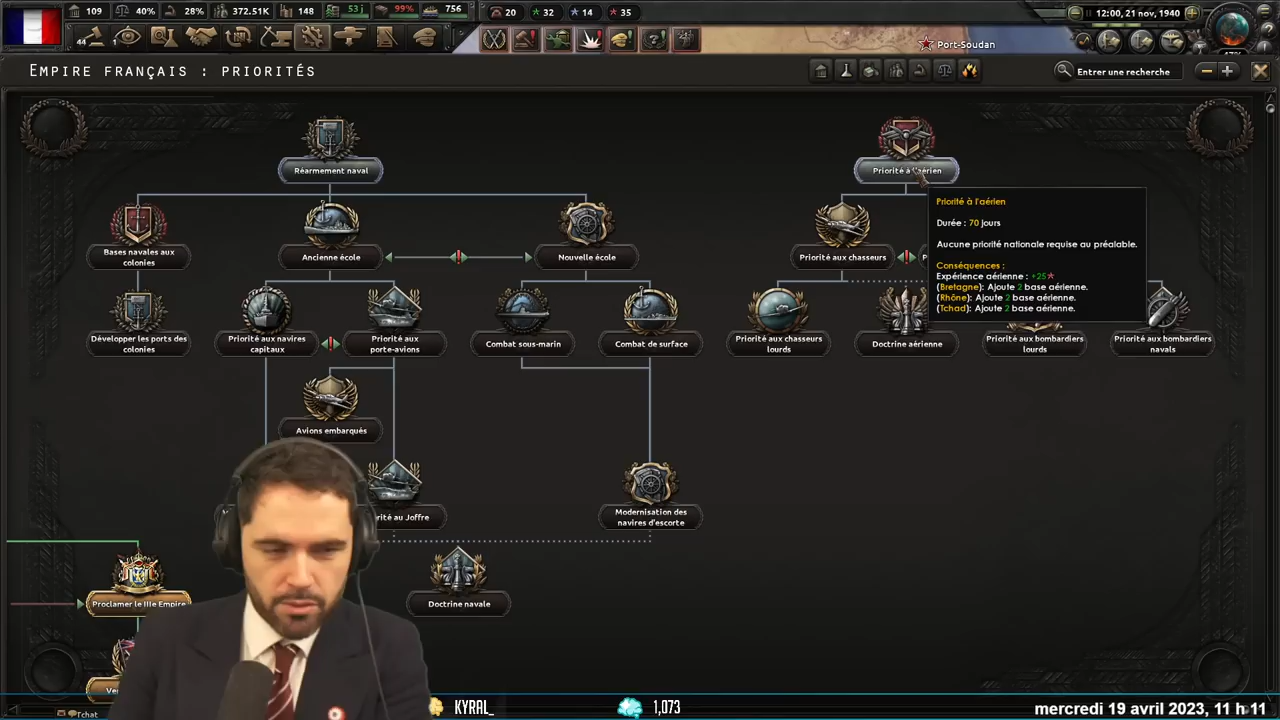 109
40%
28%
372.51K
148
53 j
99%
756
20
32
14
35
12:00, 21 nov, 1940
44
1
Port-Soudan
EMPIRE FRANÇAIS : PRIORITÉS
Entrer une recherche
Réarmement naval
Priorité à l'aérien
Priorité à l'aérien
Durée : 70 jours
Aucune priorité nationale requise au préalable.
Conséquences :
Expérience aérienne : +25
(Bretagne): Ajoute 2 base aérienne.
(Rhône): Ajoute 2 base aérienne.
(Tchad): Ajoute 2 base aérienne.
Bases navales aux
colonies
Ancienne école
Nouvelle école
Priorité aux chasseurs
Développer les ports des
colonies
Priorité aux navires
capitaux
Priorité aux
porte-avions
Combat sous-marin
Combat de surface
Priorité aux chasseurs
lourds
Doctrine aérienne
Priorité aux bombardiers
lourds
Priorité aux bombardiers
navals
Avions embarqués
au Joffre
Modernisation des
navires d'escorte
Proclamer le IIIe Empire
Doctrine navale
Tchat
KYRAL_
1,073
mercredi 19 avril 2023, 11 h 11